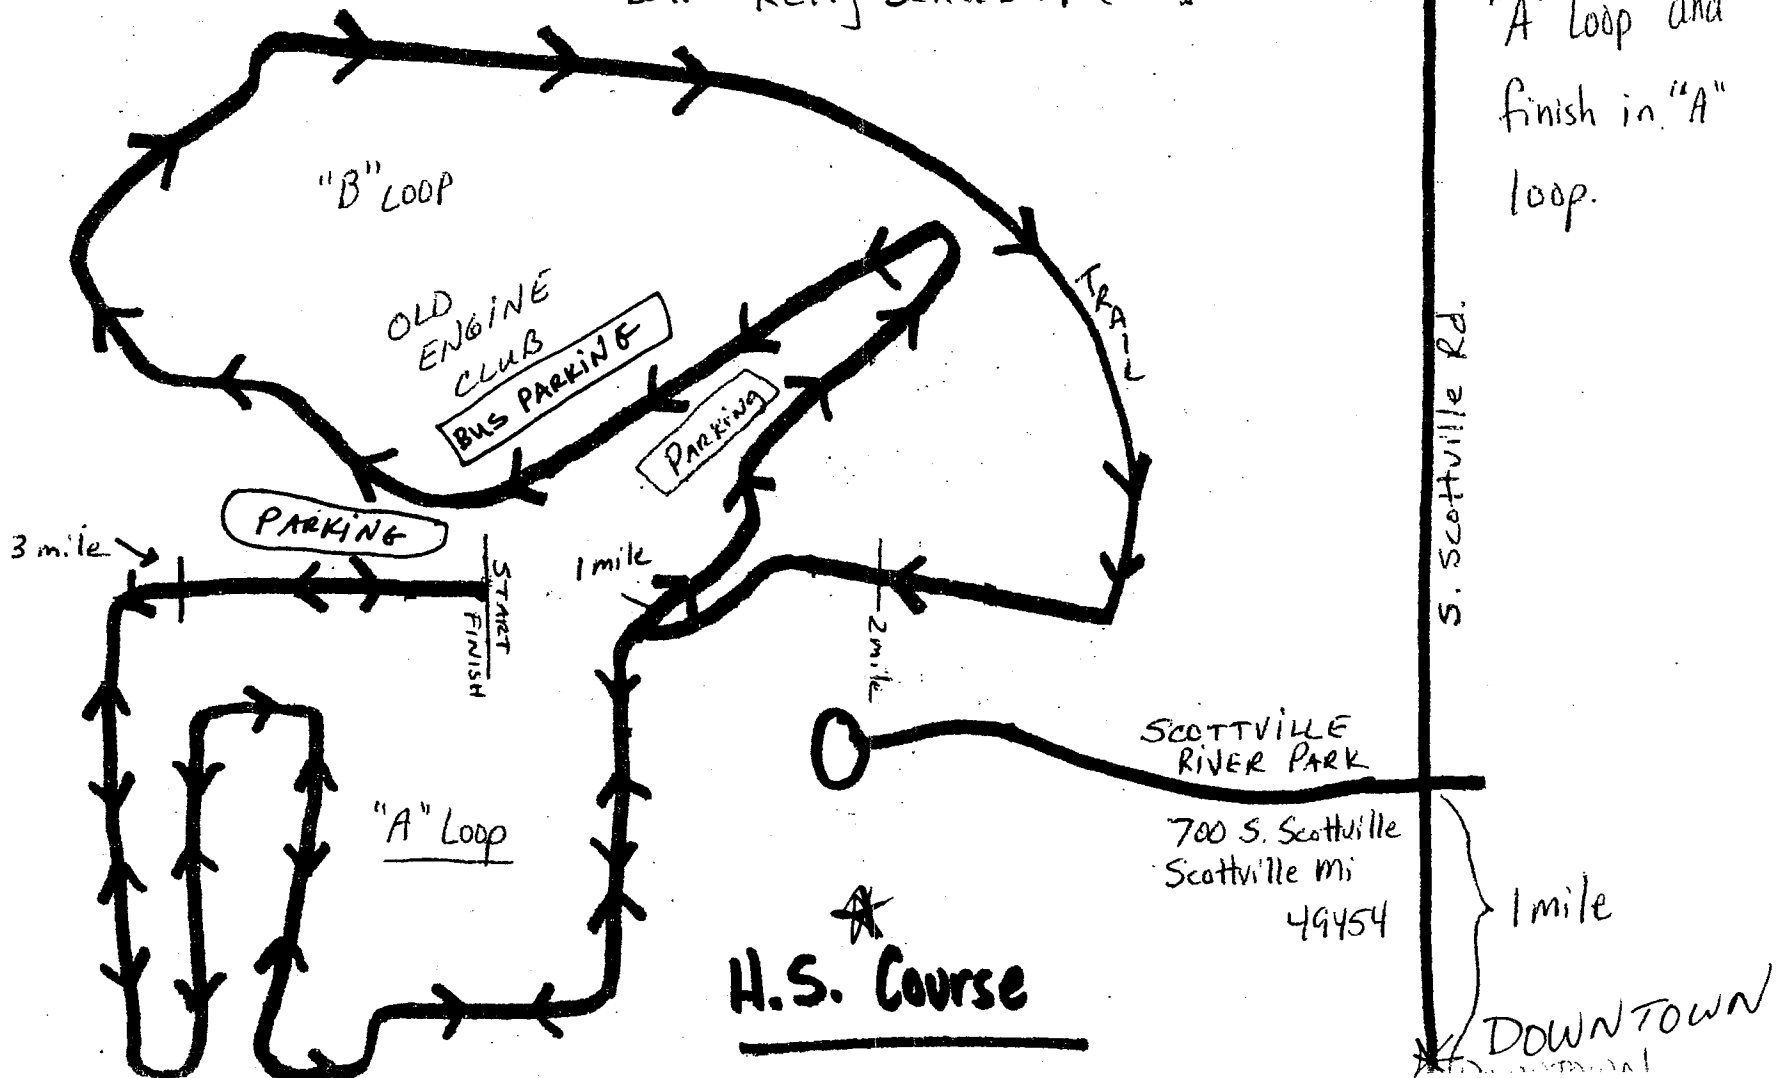 "A" Loop and
finish in "A"
loop.
"B" LOOP
OLD
ENGINE
CLUB
BUS PARKING
PARKING
TRAIL
S. Scottville Rd.
PARKING
3 mile
START
FINISH
1 mile
2 mile
"A" Loop
SCOTTVILLE
RIVER PARK
700 S. Scottville
Scottville Mi
49454
1 mile
H.S. Course
DOWNTOWN
DOWNTOWN